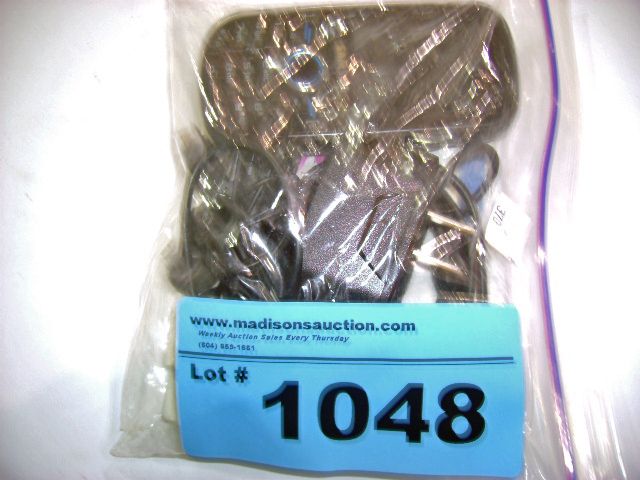 www.madisonsauction.com
Weekly Auction Sales Every Thursday
Lot #
1048